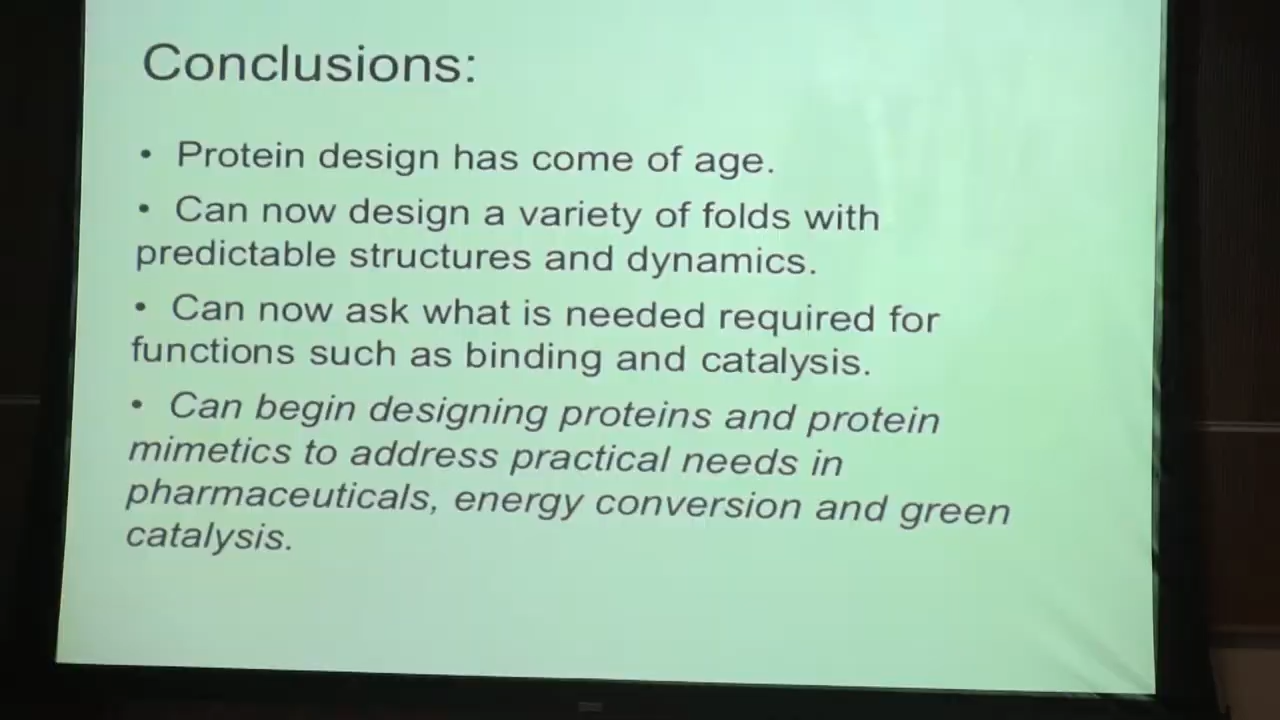 Conclusions:
• Protein design has come of age.
• Can now design a variety of folds with
predictable structures and dynamics.
• Can now ask what is needed required for
functions such as binding and catalysis.
• Can begin designing proteins and protein
mimetics to address practical needs in
pharmaceuticals, energy conversion and green
catalysis.